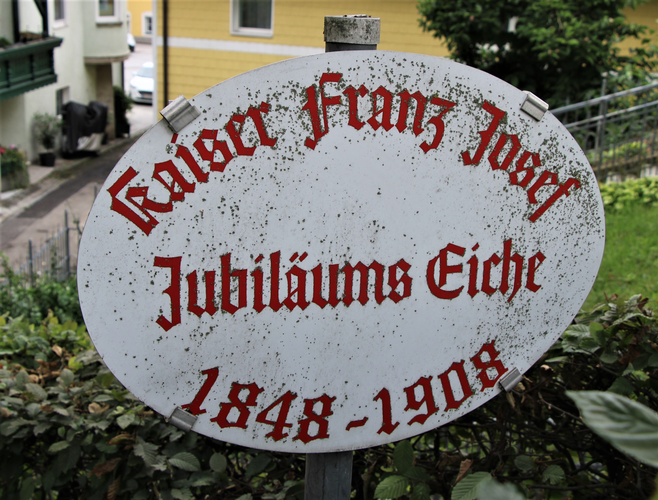 Kaiser Franz Josef
Jubiläums Eiche
1848-1908